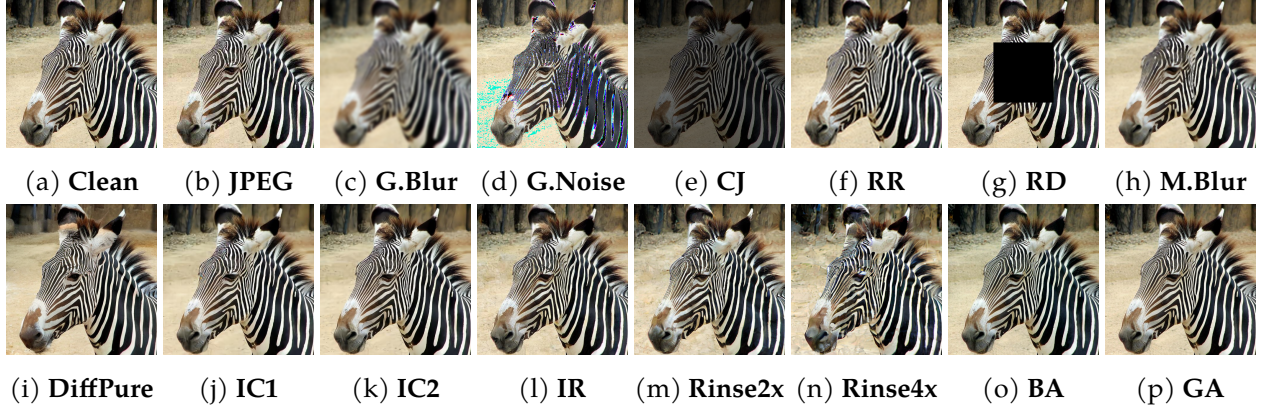 (a) Clean (b) JPEG (c) G.Blur (d) G.Noise (e) CJ (f) RR (g) RD (h) M.Blur
(i) DiffPure (j) IC1 (k) IC2 (l) IR (m) Rinse2x (n) Rinse4x (o) BA (p) GA